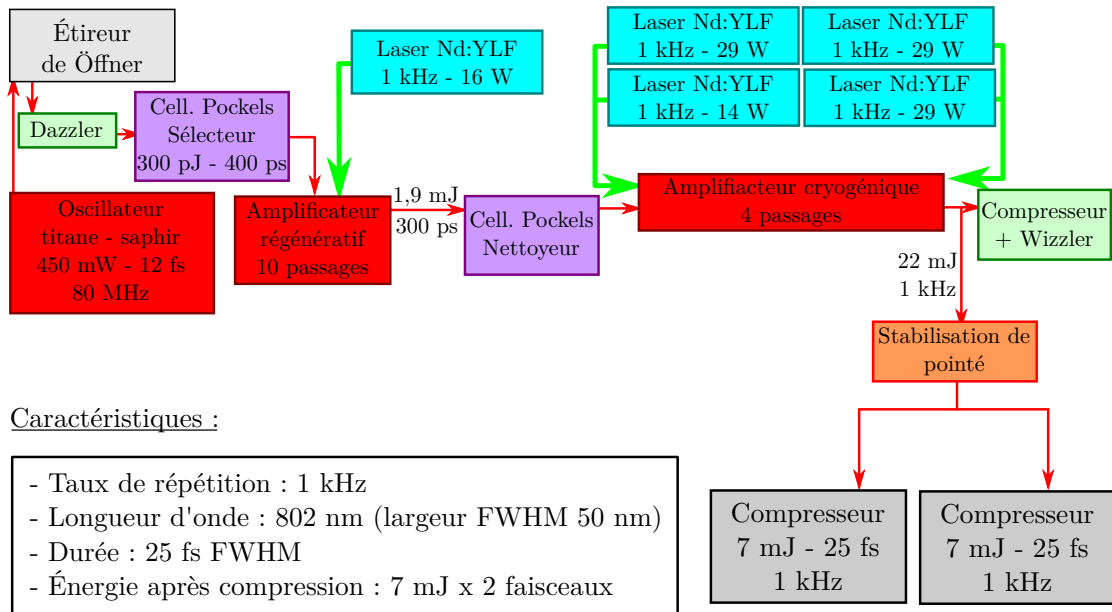 Étireur
de Öffner
Dazzler
Cell. Pockels
Sélecteur
300 pJ - 400 ps
Oscillateur
titane - saphir
450 mW - 12 fs
80 MHz
Laser Nd:YLF
1 kHz - 16 W
Amplificateur
régénératif
10 passages
1,9 mJ
300 ps
Cell. Pockels
Nettoyeur
Laser Nd:YLF
1 kHz - 29 W
Laser Nd:YLF
1 kHz - 29 W
Laser Nd:YLF
1 kHz - 14 W
Laser Nd:YLF
1 kHz - 29 W
Amplifiacteur cryogénique
4 passages
Compresseur
+ Wizzler
22 mJ
1 kHz
Stabilisation de
pointé
Compresseur
7 mJ - 25 fs
1 kHz
Compresseur
7 mJ - 25 fs
1 kHz
Caractéristiques :
- Taux de répétition : 1 kHz
- Longueur d'onde : 802 nm (largeur FWHM 50 nm)
- Durée : 25 fs FWHM
- Énergie après compression : 7 mJ x 2 faisceaux